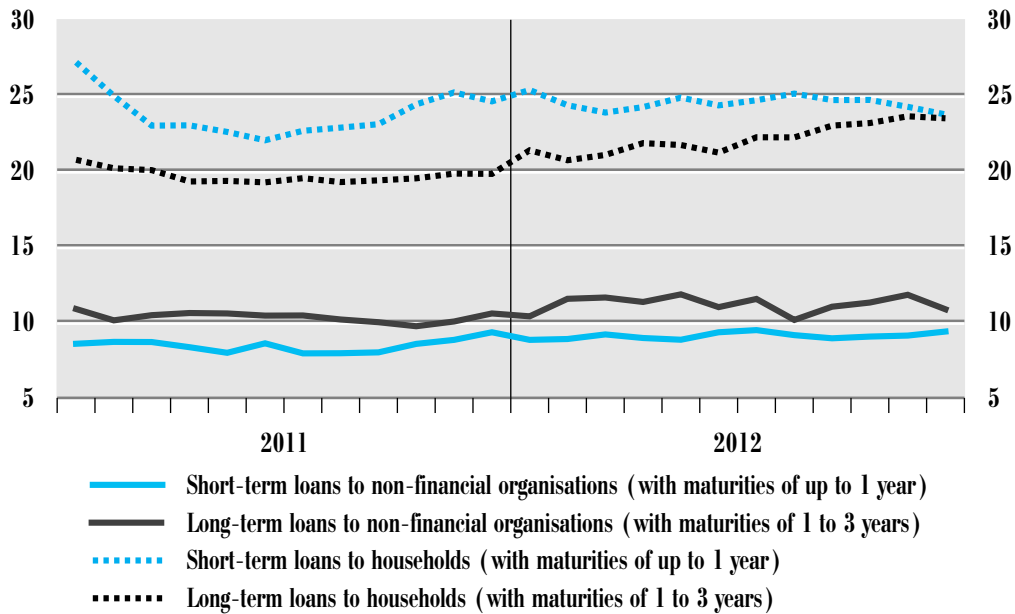 30 30
25 25
20 20
15 15
10 10
5 5
2011 2012
Short-term loans to non-financial organisations (with maturities of up to 1 year)
Long-term loans to non-financial organisations (with maturities of 1 to 3 years)
Short-term loans to households (with maturities of up to 1 year)
Long-term loans to households (with maturities of 1 to 3 years)